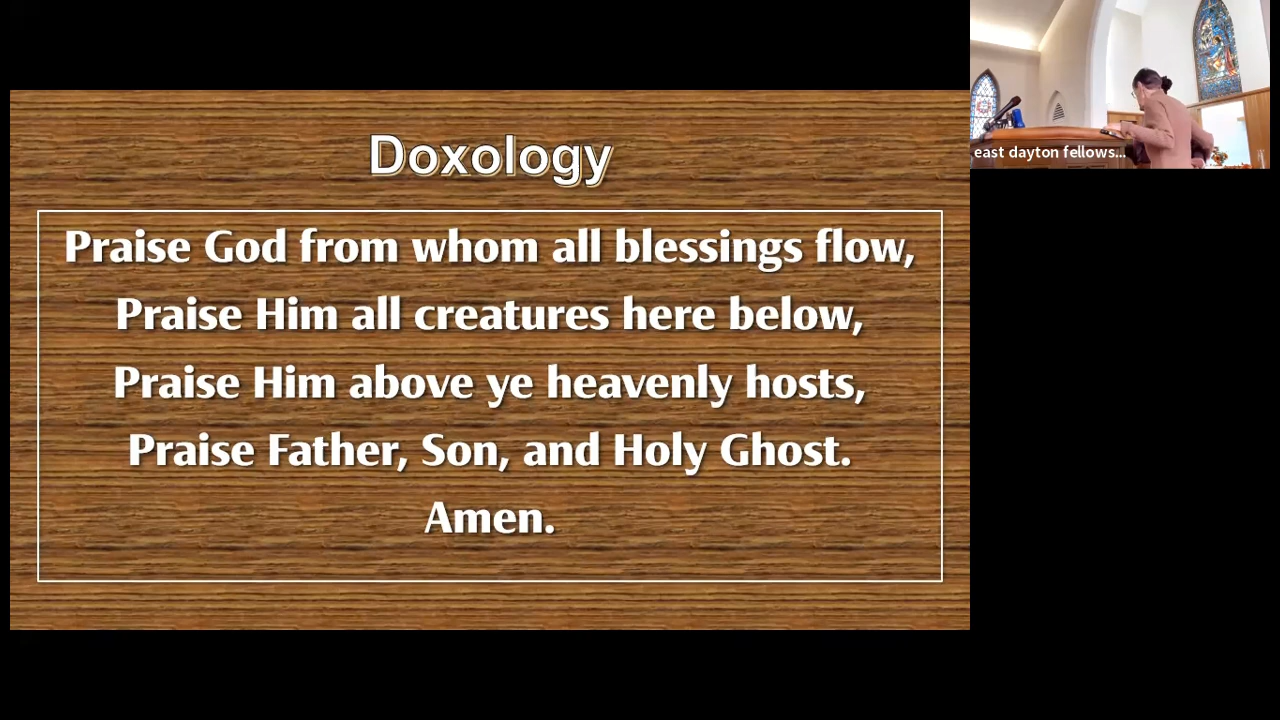 Doxology
Praise God from whom all blessings flow,
Praise Him all creatures here below,
Praise Him above ye heavenly hosts,
Praise Father, Son, and Holy Ghost.
Amen.
east dayton fellows...